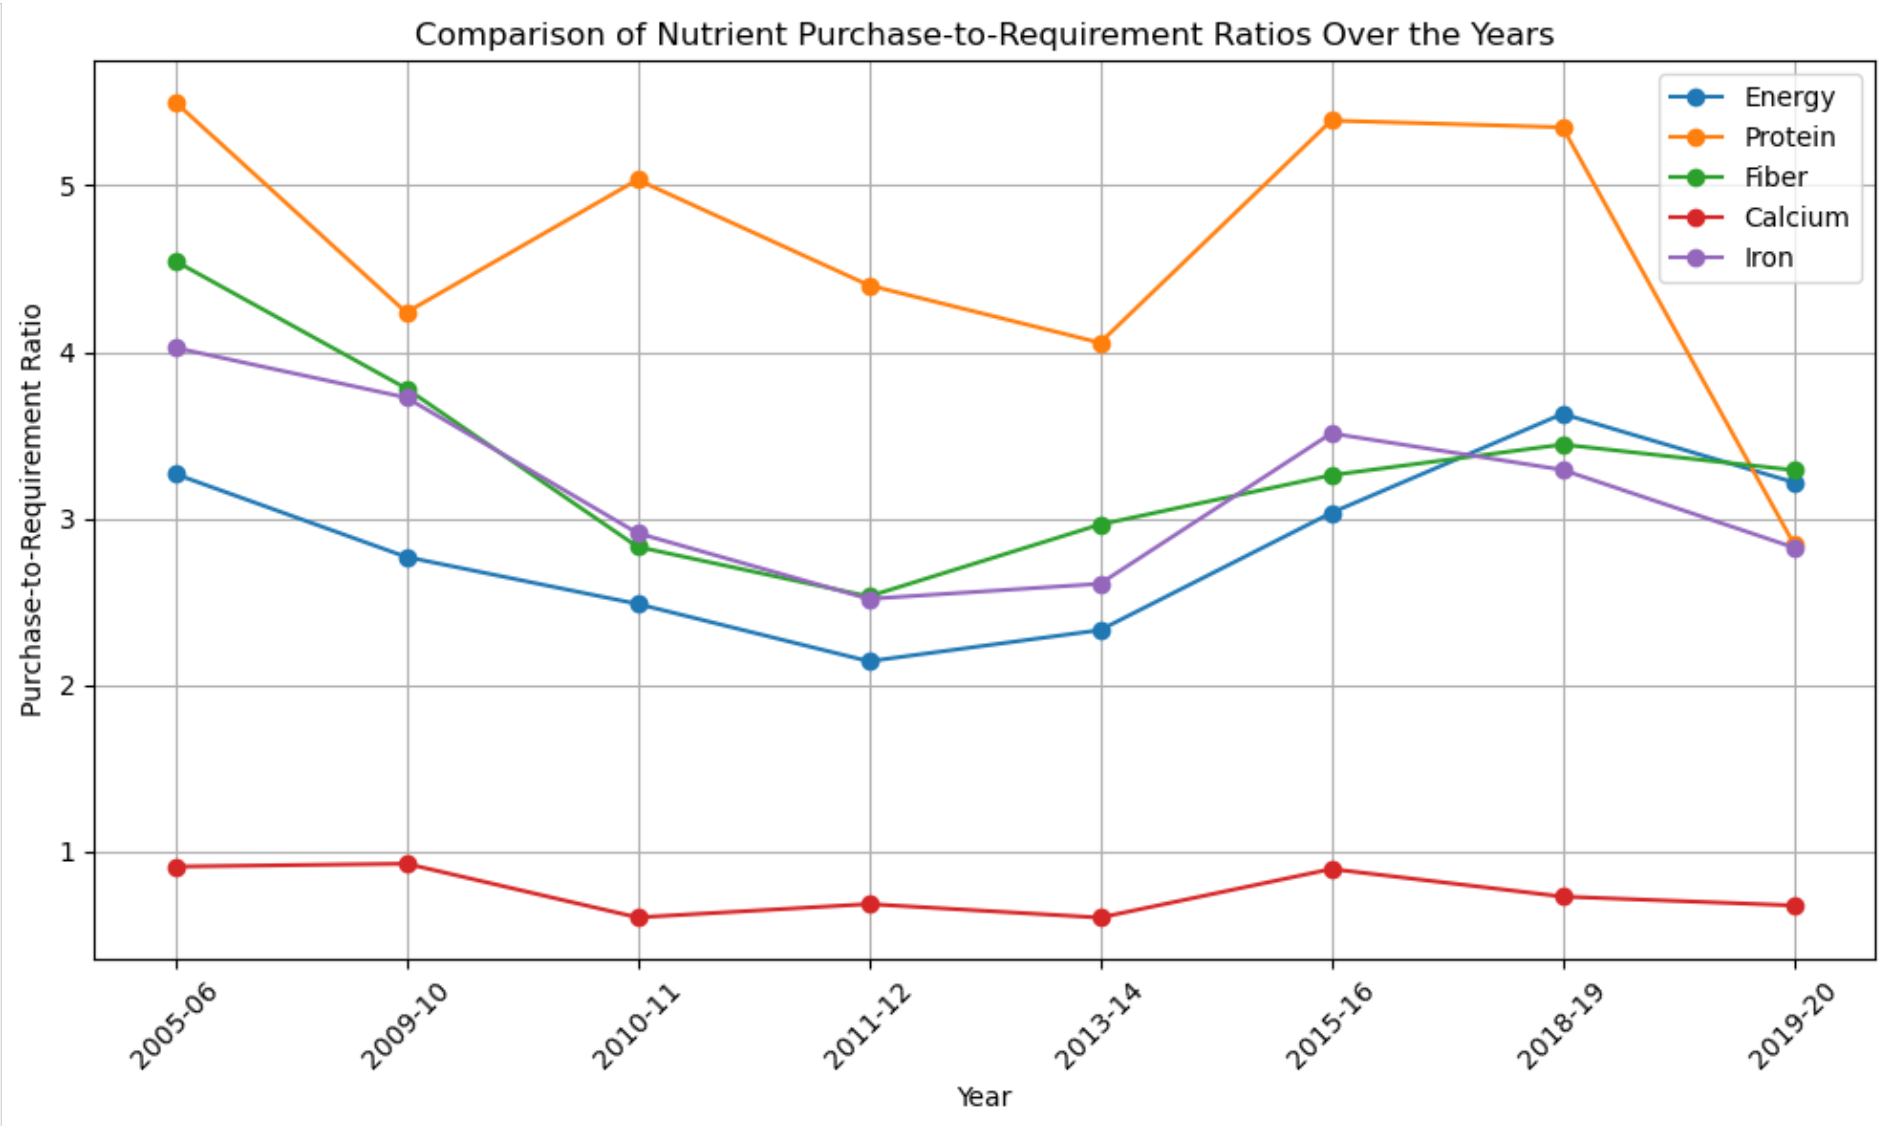 Comparison of Nutrient Purchase-to-Requirement Ratios Over the Years
Energy
Protein
Fiber
Calcium
Iron
5
4
3
2
1
Purchase-to-Requirement Ratio
2005-06
2009-10
2010-11
2011-12
2013-14
2015-16
2018-19
2019-20
Year